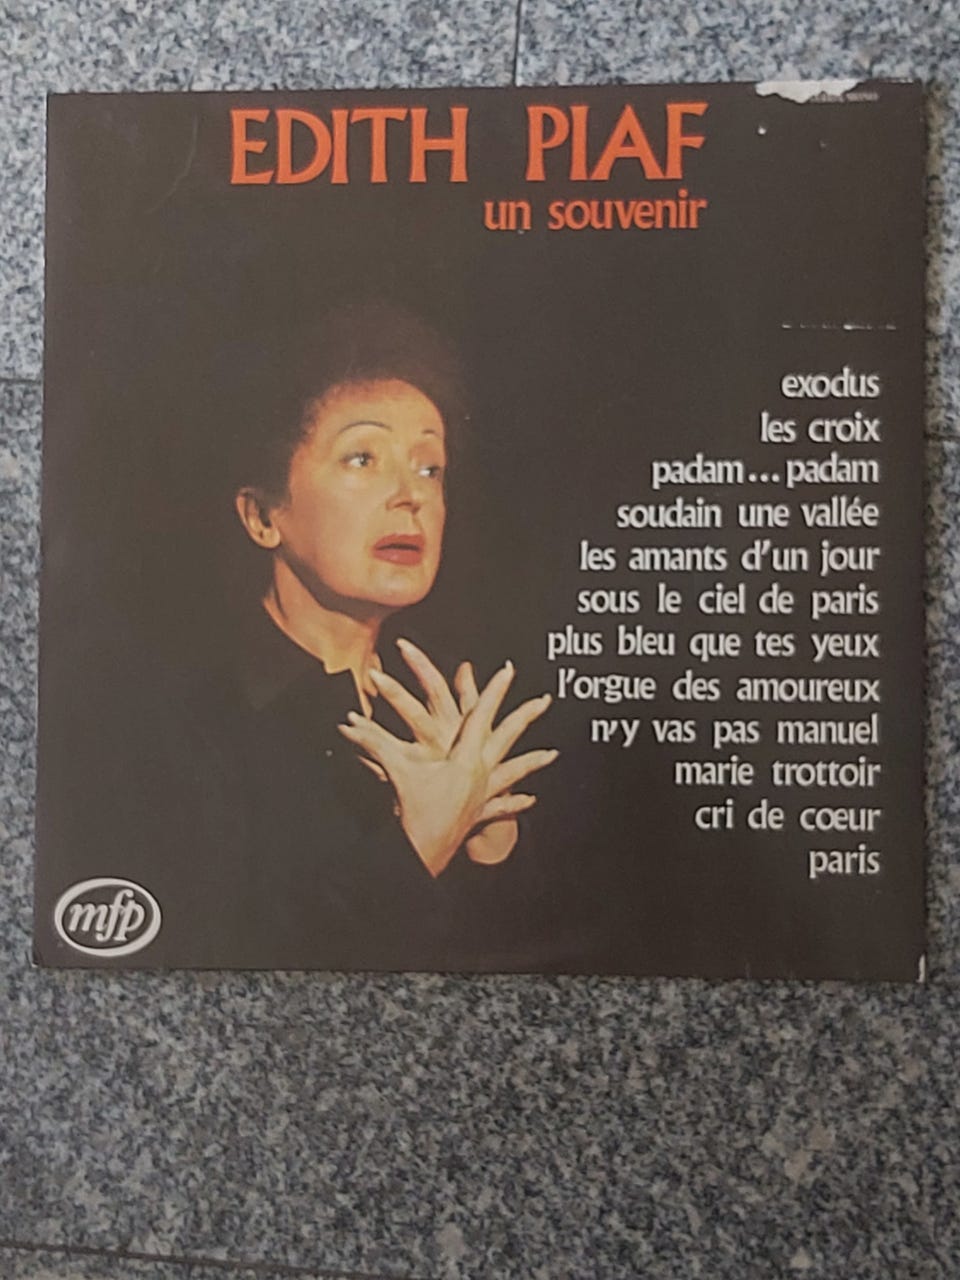 EDITH PIAF
un souvenir
exodus
les croix
padam... padam
soudain une vallée
les amants d'un jour
sous le ciel de paris
plus bleu que tes yeux
l'orgue des amoureux
n'y vas pas manuel
marie trottoir
cri de cœur
paris
mfp